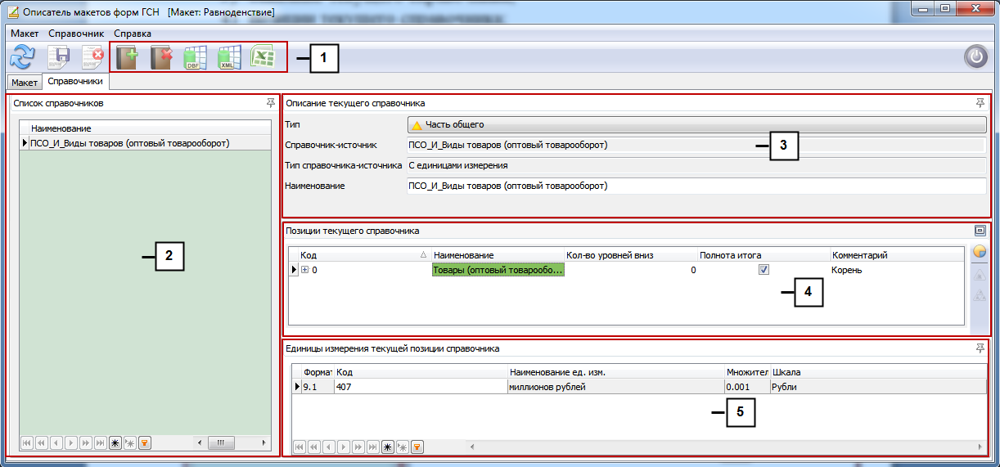 Описатель макетов форм ГСН [Макет: Равноденствие]
Макет Справочник Справка
DBF XML
1
Макет Справочники
Список справочников
Наименование
ПСО_И_Виды товаров (оптовый товарооборот)
2
Описание текущего справочника
Тип Часть общего
Справочник-источник ПСО_И_Виды товаров (оптовый товарооборот)
3
Тип справочника-источника С единицами измерения
Наименование ПСО_И_Виды товаров (оптовый товарооборот)
Позиции текущего справочника
Код Наименование Кол-во уровней вниз Полнота итога Комментарий
0 Товары (оптовый товарообо... 0 Корень
4
Единицы измерения текущей позиции справочника
Формат Код Наименование ед. изм. Множител Шкала
9.1 407 миллионов рублей 0.001 Рубли
5